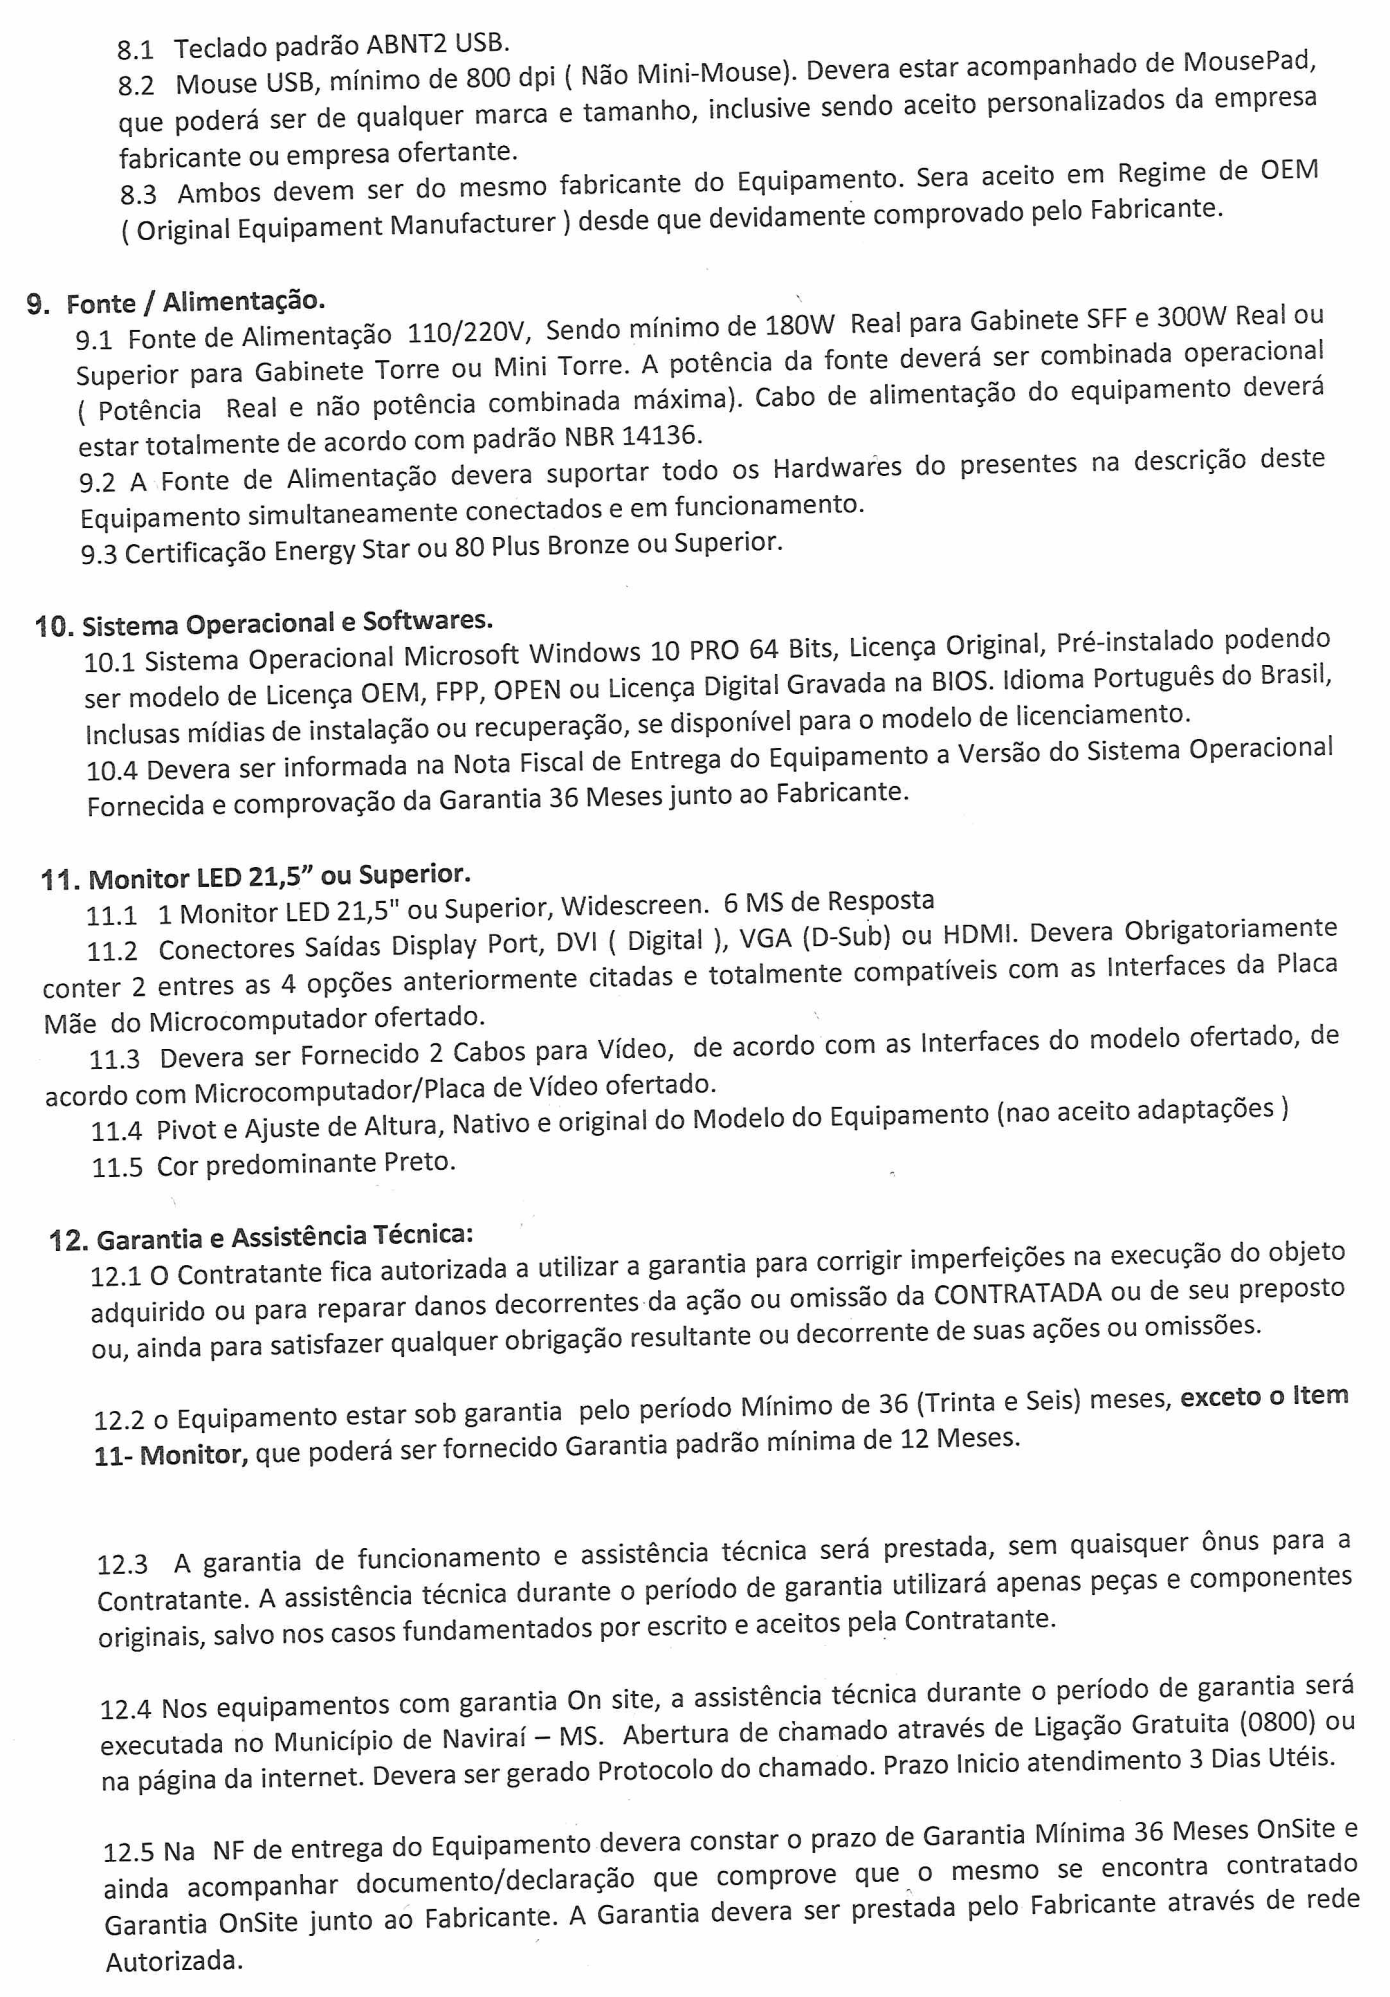 8.1 Teclado padrão ABNT2 USB.
8.2 Mouse USB, mínimo de 800 dpi ( Não Mini-Mouse). Devera estar acompanhado de MousePad,
que poderá ser de qualquer marca e tamanho, inclusive sendo aceito personalizados da empresa
fabricante ou empresa ofertante.
8.3 Ambos devem ser do mesmo fabricante do Equipamento. Sera aceito em Regime de OEM
( Original Equipament Manufacturer ) desde que devidamente comprovado pelo Fabricante.
9. Fonte / Alimentação.
9.1 Fonte de Alimentação 110/220V, Sendo mínimo de 180W Real para Gabinete SFF e 300W Real ou
Superior para Gabinete Torre ou Mini Torre. A potência da fonte deverá ser combinada operacional
( Potência Real e não potência combinada máxima). Cabo de alimentação do equipamento deverá
estar totalmente de acordo com padrão NBR 14136.
9.2 A Fonte de Alimentação devera suportar todo os Hardwares do presentes na descrição deste
Equipamento simultaneamente conectados e em funcionamento.
9.3 Certificação Energy Star ou 80 Plus Bronze ou Superior.
10. Sistema Operacional e Softwares.
10.1 Sistema Operacional Microsoft Windows 10 PRO 64 Bits, Licença Original, Pré-instalado podendo
ser modelo de Licença OEM, FPP, OPEN ou Licença Digital Gravada na BIOS. Idioma Português do Brasil,
Inclusas mídias de instalação ou recuperação, se disponível para o modelo de licenciamento.
10.4 Devera ser informada na Nota Fiscal de Entrega do Equipamento a Versão do Sistema Operacional
Fornecida e comprovação da Garantia 36 Meses junto ao Fabricante.
11. Monitor LED 21,5” ou Superior.
11.1 1 Monitor LED 21,5" ou Superior, Widescreen. 6 MS de Resposta
11.2 Conectores Saídas Display Port, DVI ( Digital ), VGA (D-Sub) ou HDMI. Devera Obrigatoriamente
conter 2 entres as 4 opções anteriormente citadas e totalmente compatíveis com as Interfaces da Placa
Mãe do Microcomputador ofertado.
11.3 Devera ser Fornecido 2 Cabos para Vídeo, de acordo com as Interfaces do modelo ofertado, de
acordo com Microcomputador/Placa de Vídeo ofertado.
11.4 Pivot e Ajuste de Altura, Nativo e original do Modelo do Equipamento (nao aceito adaptações )
11.5 Cor predominante Preto.
12. Garantia e Assistência Técnica:
12.1 O Contratante fica autorizada a utilizar a garantia para corrigir imperfeições na execução do objeto
adquirido ou para reparar danos decorrentes da ação ou omissão da CONTRATADA ou de seu preposto
ou, ainda para satisfazer qualquer obrigação resultante ou decorrente de suas ações ou omissões.
12.2 o Equipamento estar sob garantia pelo período Mínimo de 36 (Trinta e Seis) meses, exceto o Item
11- Monitor, que poderá ser fornecido Garantia padrão mínima de 12 Meses.
12.3 A garantia de funcionamento e assistência técnica será prestada, sem quaisquer ônus para a
Contratante. A assistência técnica durante o período de garantia utilizará apenas peças e componentes
originais, salvo nos casos fundamentados por escrito e aceitos pela Contratante.
12.4 Nos equipamentos com garantia On site, a assistência técnica durante o período de garantia será
executada no Município de Naviraí – MS. Abertura de chamado através de Ligação Gratuita (0800) ou
na página da internet. Devera ser gerado Protocolo do chamado. Prazo Inicio atendimento 3 Dias Utéis.
12.5 Na NF de entrega do Equipamento devera constar o prazo de Garantia Mínima 36 Meses OnSite e
ainda acompanhar documento/declaração que comprove que o mesmo se encontra contratado
Garantia OnSite junto ao Fabricante. A Garantia devera ser prestada pelo Fabricante através de rede
Autorizada.